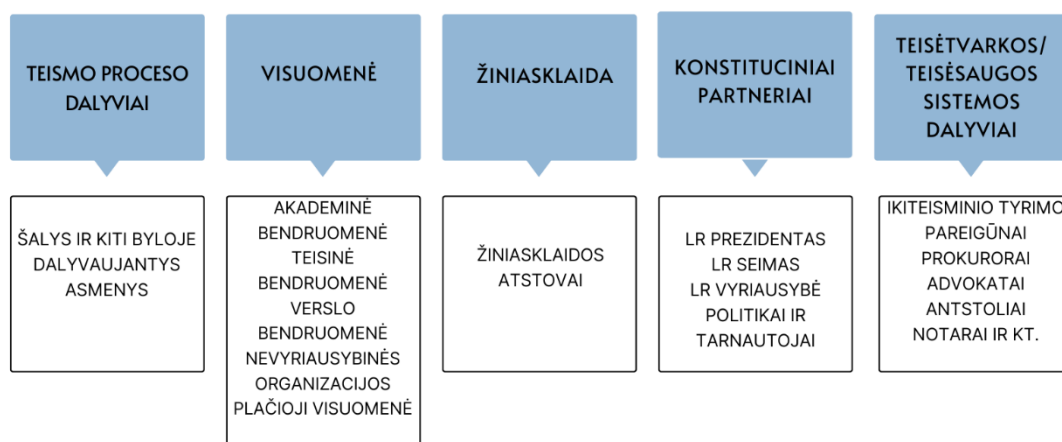 TEISMO PROCESO
DALYVIAI
VISUOMENĖ
ŽINIASKLAIDA
KONSTITUCINIAI
PARTNERIAI
TEISĖTVARKOS/
TEISĖSAUGOS
SISTEMOS
DALYVIAI
ŠALYS IR KITI BYLOJE
DALYVAUJANTYS
ASMENYS
AKADEMINĖ
BENDRUOMENĖ
TEISINĖ
BENDRUOMENĖ
VERSLO
BENDRUOMENĖ
NEVYRIAUSYBINĖS
ORGANIZACIJOS
PLAČIOJI VISUOMENĖ
ŽINIASKLAIDOS
ATSTOVAI
LR PREZIDENTAS
LR SEIMAS
LR VYRIAUSYBĖ
POLITIKAI IR
TARNAUTOJAI
IKITEISMINIO TYRIMO
PAREIGŪNAI
PROKURORAI
ADVOKATAI
ANTSTOLIAI
NOTARAI IR KT.